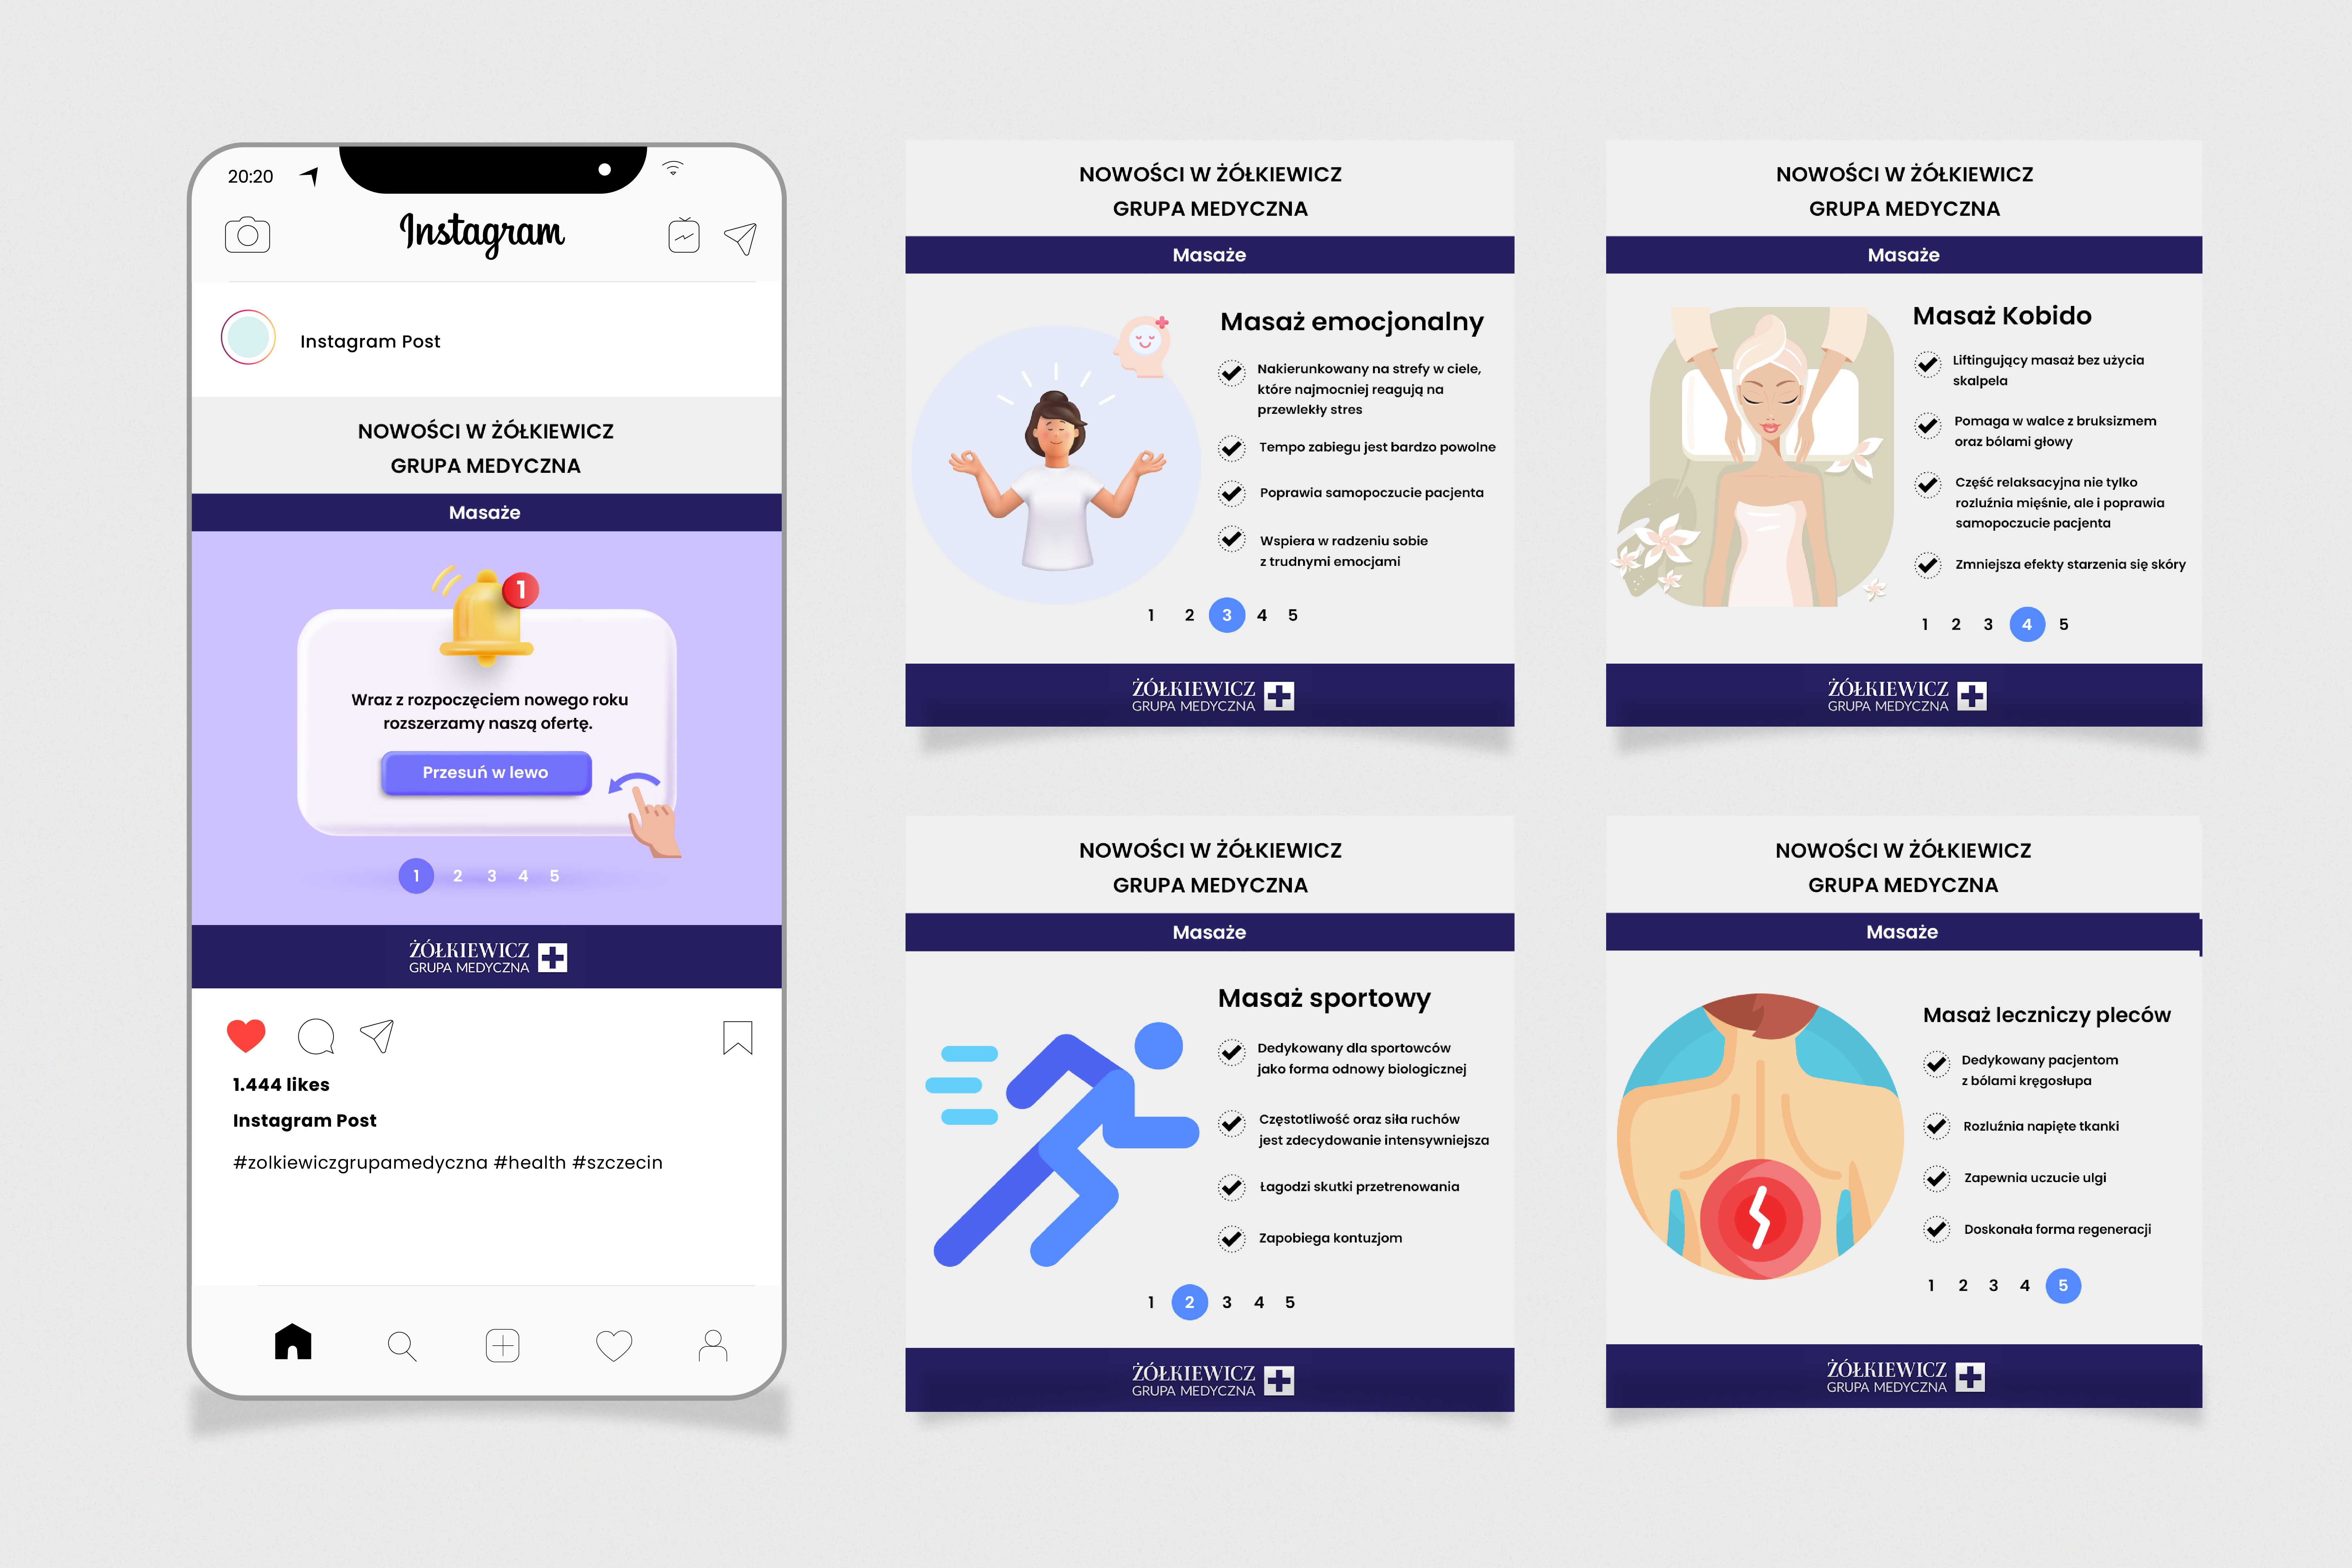 20:20
Instagram
Instagram Post
NOWOŚCI W ŻÓŁKIEWICZ
GRUPA MEDYCZNA
Masaże
1
Wraz z rozpoczęciem nowego roku
rozszerzamy naszą ofertę.
Przesuń w lewo
1 2 3 4 5
ŻÓŁKIEWICZ
GRUPA MEDYCZNA
1.444 likes
Instagram Post
#zolkiewiczgrupamedyczna #health #szczecin
NOWOŚCI W ŻÓŁKIEWICZ
GRUPA MEDYCZNA
Masaże
Masaż emocjonalny
Nakierunkowany na strefy w ciele,
które najmocniej reagują na
przewlekły stres
Tempo zabiegu jest bardzo powolne
Poprawia samopoczucie pacjenta
Wspiera w radzeniu sobie
z trudnymi emocjami
1 2 3 4 5
ŻÓŁKIEWICZ
GRUPA MEDYCZNA
NOWOŚCI W ŻÓŁKIEWICZ
GRUPA MEDYCZNA
Masaże
Masaż Kobido
Liftingujący masaż bez użycia
skalpela
Pomaga w walce z bruksizmem
oraz bólami głowy
Część relaksacyjna nie tylko
rozluźnia mięśnie, ale i poprawia
samopoczucie pacjenta
Zmniejsza efekty starzenia się skóry
1 2 3 4 5
ŻÓŁKIEWICZ
GRUPA MEDYCZNA
NOWOŚCI W ŻÓŁKIEWICZ
GRUPA MEDYCZNA
Masaże
Masaż sportowy
Dedykowany dla sportowców
jako forma odnowy biologicznej
Częstotliwość oraz siła ruchów
jest zdecydowanie intensywniejsza
Łagodzi skutki przetrenowania
Zapobiega kontuzjom
1 2 3 4 5
ŻÓŁKIEWICZ
GRUPA MEDYCZNA
NOWOŚCI W ŻÓŁKIEWICZ
GRUPA MEDYCZNA
Masaże
Masaż leczniczy pleców
Dedykowany pacjentom
z bólami kręgosłupa
Rozluźnia napięte tkanki
Zapewnia uczucie ulgi
Doskonała forma regeneracji
1 2 3 4 5
ŻÓŁKIEWICZ
GRUPA MEDYCZNA